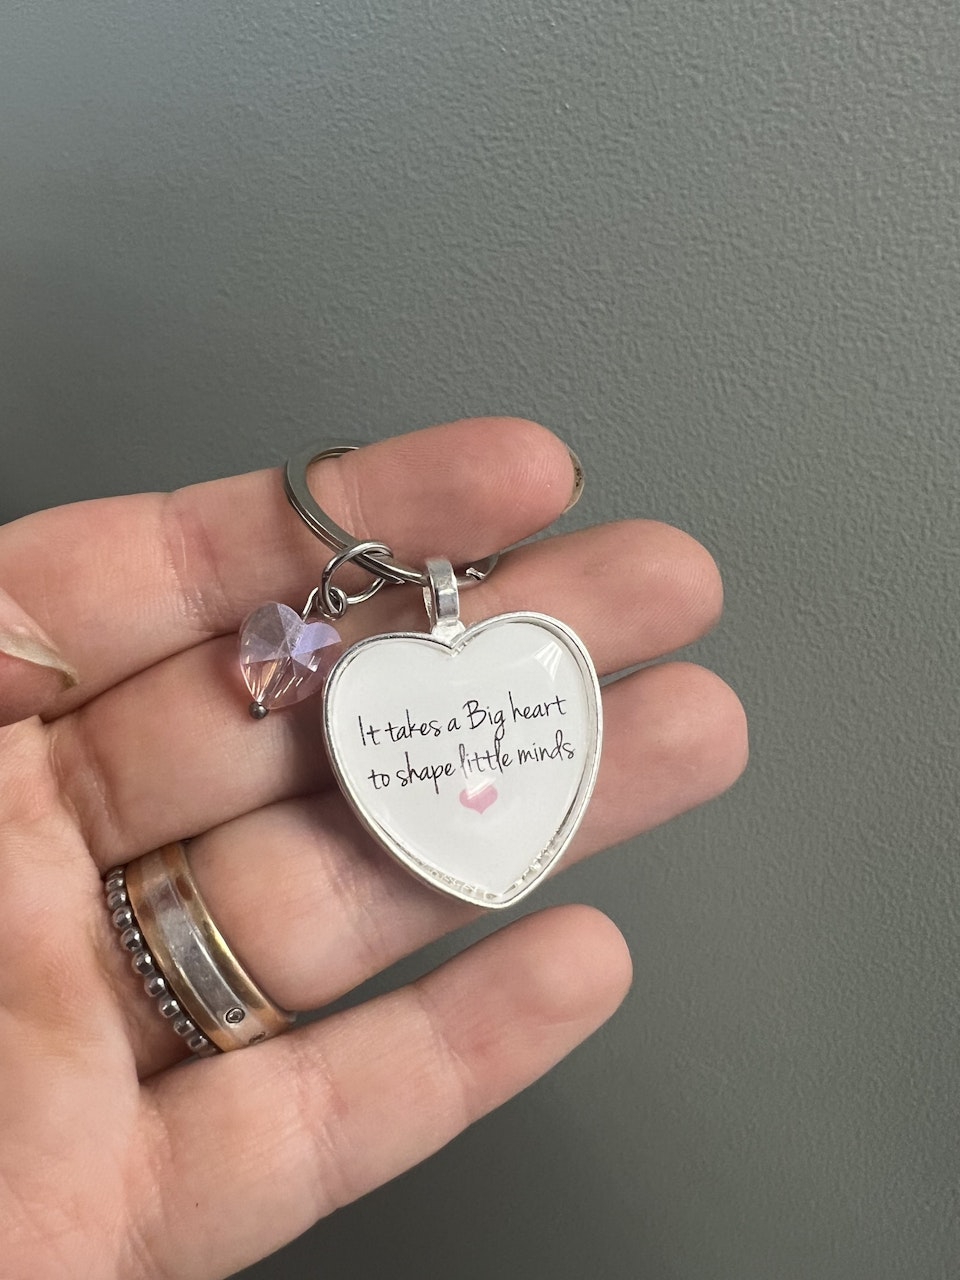 It takes a Big heart
to shape little minds